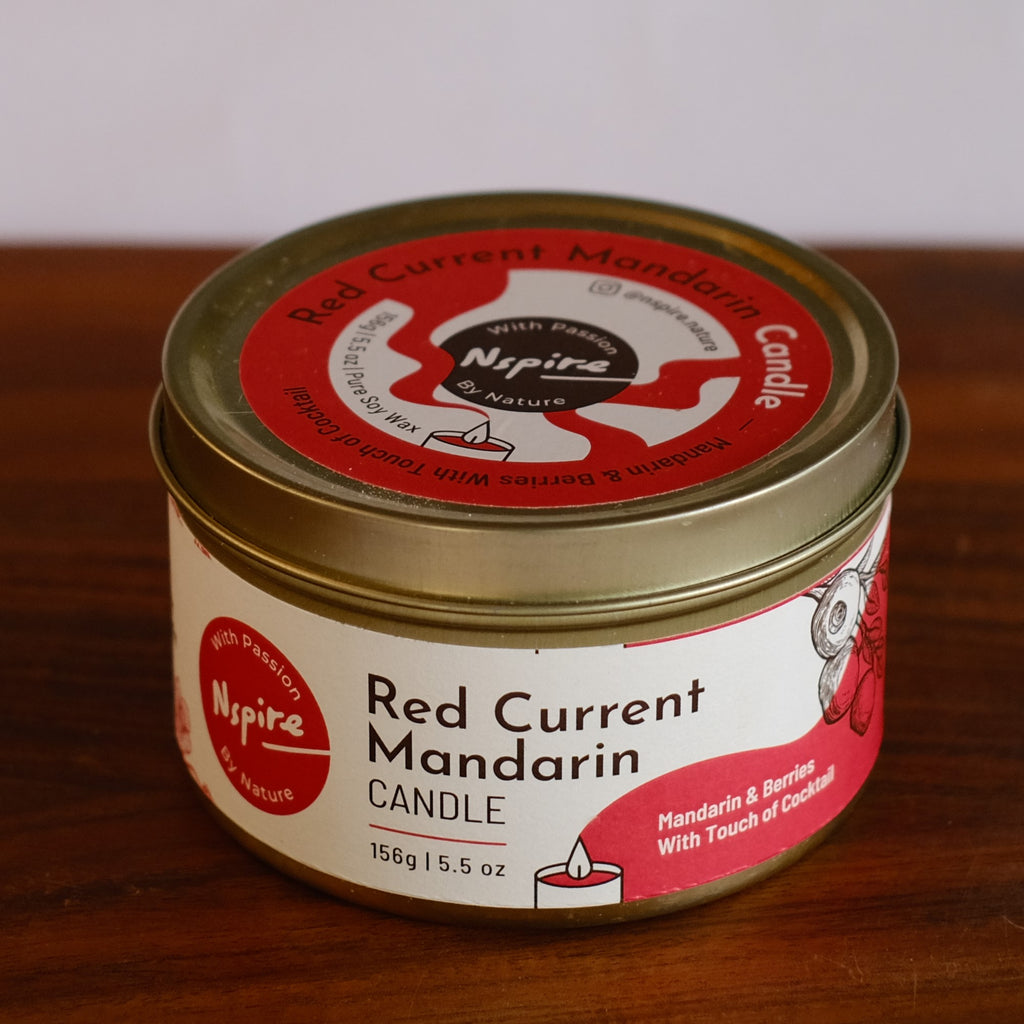 Red Current Mandarin Candle
— Mandarin & Berries With Touch of Cocktail
@nspire.nature
156g | 5.5 oz | Pure Soy Wax
With Passion
Nspire
By Nature
With Passion
Nspire
By Nature
Red Current
Mandarin
CANDLE
156g | 5.5 oz
Mandarin & Berries
With Touch of Cocktail